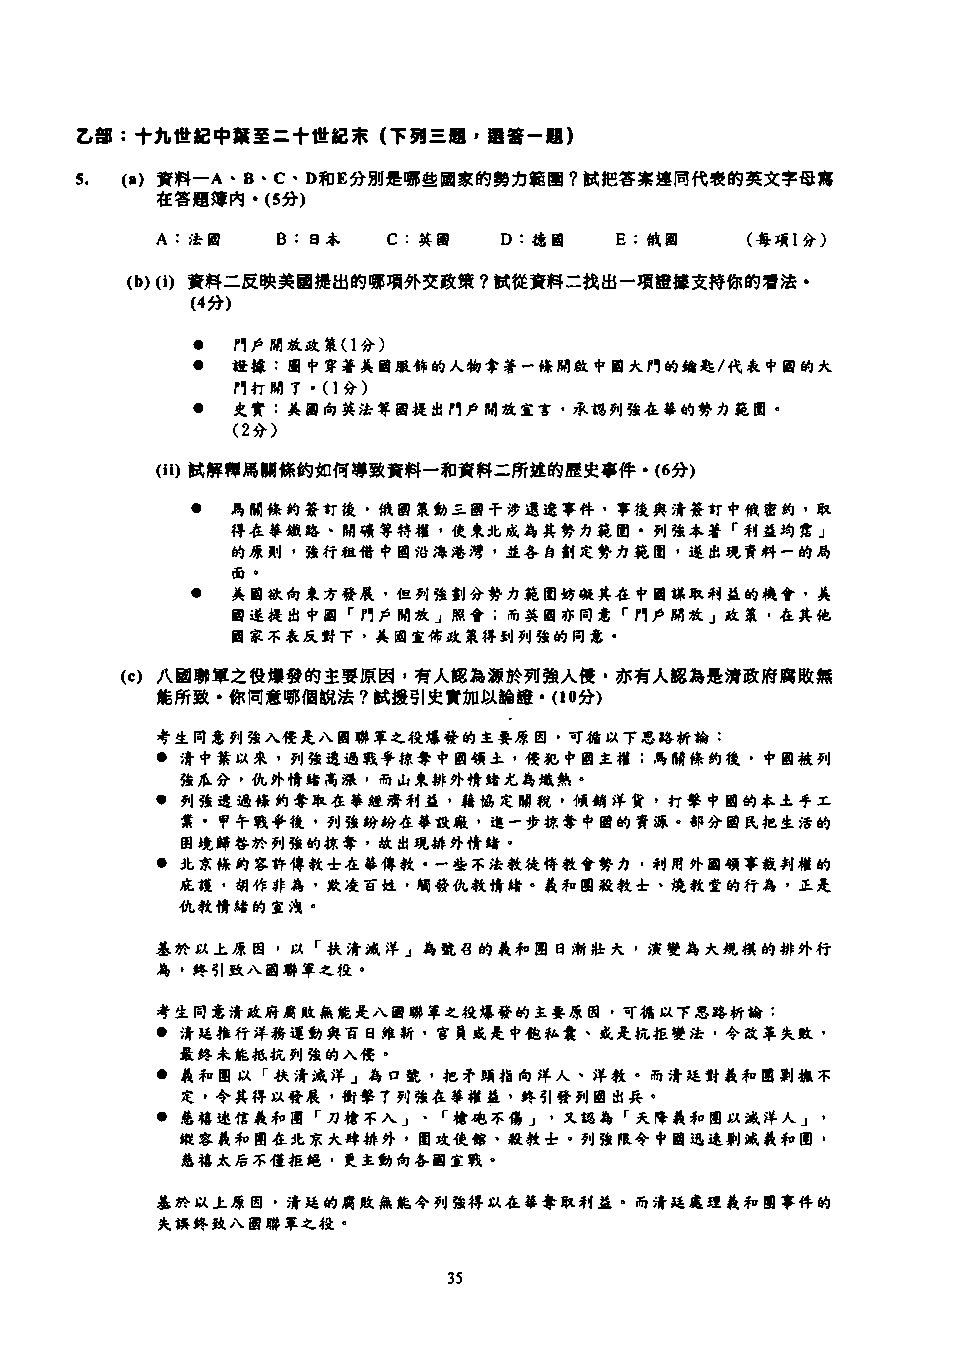 乙部：十九世紀中葉至二十世紀末（下列三題，選答一題）
5. (a) 資料一A、B、C、D和E分別是哪些國家的勢力範圍？試把答案連同代表的英文字母寫
在答題簿內。(5分)
A：法國 B：日本 C：英國 D：德國 E：俄國 (每項1分)
(b) (i) 資料二反映美國提出的哪項外交政策？試從資料二找出一項證據支持你的看法。
(4分)
● 門戶開放政策(1分)
● 證據：圖中穿著美國服飾的人物拿著一條開啟中國大門的鑰匙/代表中國的大
門打開了。(1分)
● 史實：美國向英法等國提出門戶開放宣言，承認列強在華的勢力範圍。
(2分)
(ii) 試解釋馬關條約如何導致資料一和資料二所述的歷史事件。(6分)
● 馬關條約簽訂後，俄國策動三國干涉還遼事件，事後與清簽訂中俄密約，取
得在華鐵路、開礦等特權，使東北成為其勢力範圍。列強本著「利益均霑」
的原則，強行租借中國沿海港灣，並各自劃定勢力範圍，遂出現資料一的局
面。
● 美國欲向東方發展，但列強劃分勢力範圍妨礙其在中國謀取利益的機會，美
國遂提出中國「門戶開放」照會；而英國亦同意「門戶開放」政策，在其他
國家不表反對下，美國宣佈政策得到列強的同意。
(c) 八國聯軍之役爆發的主要原因，有人認為源於列強入侵，亦有人認為是清政府腐敗無
能所致。你同意哪個說法？試援引史實加以論證。(10分)
考生同意列強入侵是八國聯軍之役爆發的主要原因，可循以下思路析論：
● 清中葉以來，列強透過戰爭掠奪中國領土，侵犯中國主權；馬關條約後，中國被列
強瓜分，仇外情緒高漲，而山東排外情緒尤為熾熱。
● 列強透過條約奪取在華經濟利益，藉協定關稅，傾銷洋貨，打擊中國的本土手工
業。甲午戰爭後，列強紛紛在華設廠，進一步掠奪中國的資源。部分國民把生活的
困境歸咎於列強的掠奪，故出現排外情緒。
● 北京條約容許傳教士在華傳教。一些不法教徒恃教會勢力，利用外國領事裁判權的
庇護，胡作非為，欺凌百姓，觸發仇教情緒。義和團殺教士、燒教堂的行為，正是
仇教情緒的宣洩。
基於以上原因，以「扶清滅洋」為號召的義和團日漸壯大，演變為大規模的排外行
為，終引致八國聯軍之役。
考生同意清政府腐敗無能是八國聯軍之役爆發的主要原因，可循以下思路析論：
● 清廷推行洋務運動與百日維新，官員或是中飽私囊、或是抗拒變法，令改革失敗，
最終未能抵抗列強的入侵。
● 義和團以「扶清滅洋」為口號，把矛頭指向洋人、洋教。而清廷對義和團剿撫不
定，令其得以發展，衝擊了列強在華權益，終引發列國出兵。
● 慈禧迷信義和團「刀槍不入」、「槍砲不傷」，又認為「天降義和團以滅洋人」，
縱容義和團在北京大肆排外，圍攻使館、殺教士。列強限令中國迅速剿滅義和團，
慈禧太后不僅拒絕，更主動向各國宣戰。
基於以上原因，清廷的腐敗無能令列強得以在華奪取利益。而清廷處理義和團事件的
失誤終致八國聯軍之役。
35